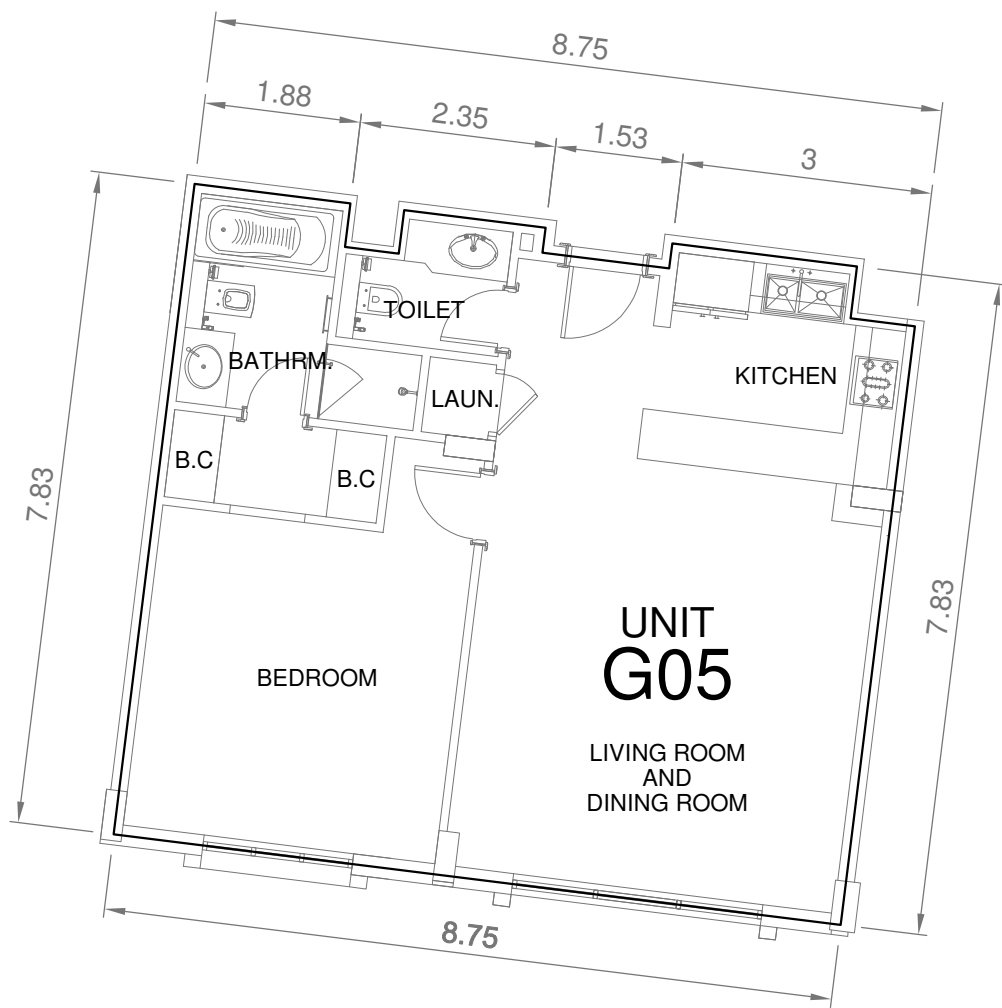 8.75
1.88
2.35
1.53
3
TOILET
BATHRM.
KITCHEN
LAUN.
B.C
B.C
7.83
7.83
UNIT
G05
BEDROOM
LIVING ROOM
AND
DINING ROOM
8.75